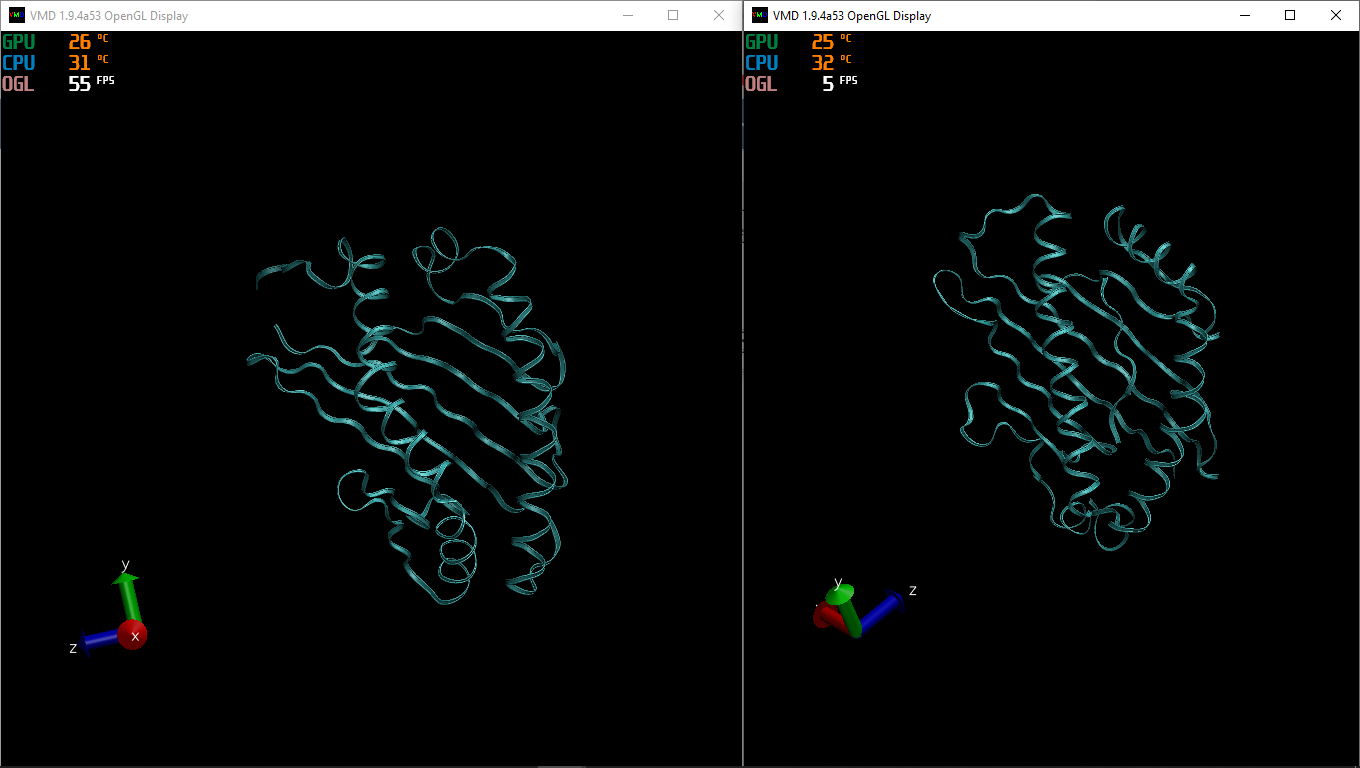 VMD 1.9.4a53 OpenGL Display
GPU 26 °C
CPU 31 °C
OGL 55 FPS
y
x
z
VMD 1.9.4a53 OpenGL Display
GPU 25 °C
CPU 32 °C
OGL 5 FPS
y
z